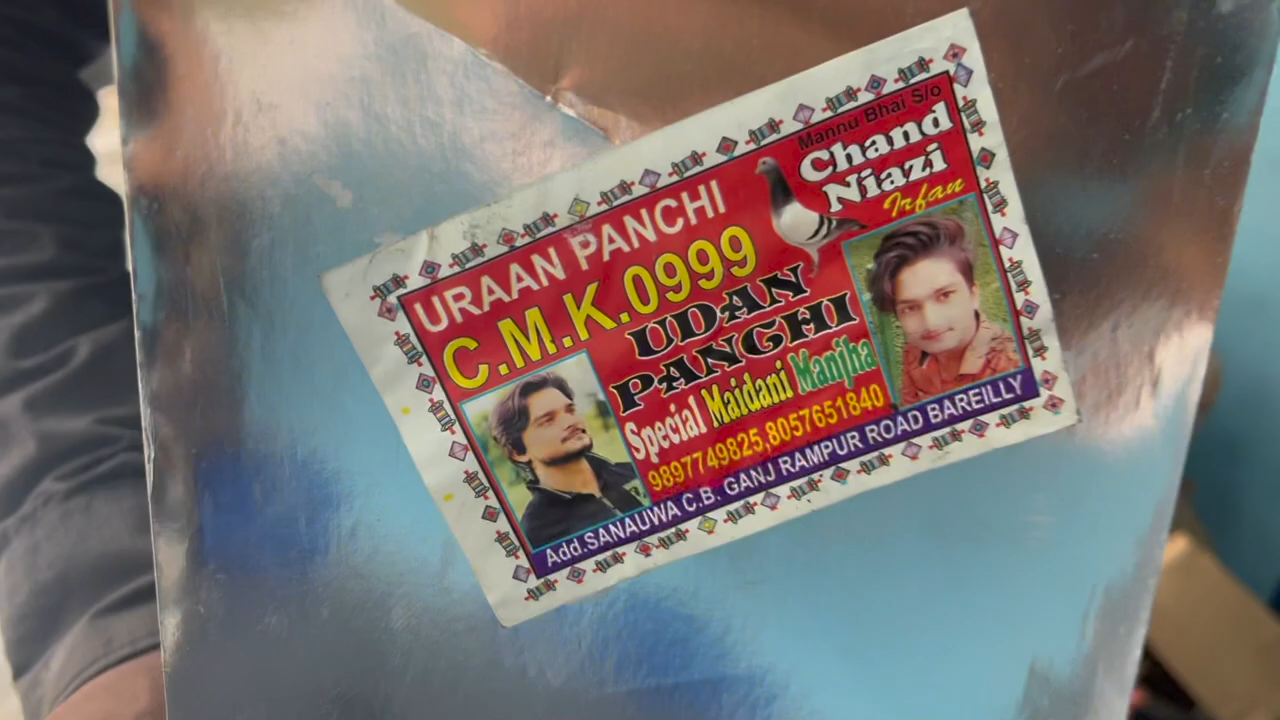 Mannu Bhai S/o
Chand
Niazi
Irfan
URAAN PANCHI
C.M.K.0999
UDAN
PANCHI
Special Maidani Manjha
9897749825,8057651840
Add.SANAUWA C.B. GANJ RAMPUR ROAD BAREILLY